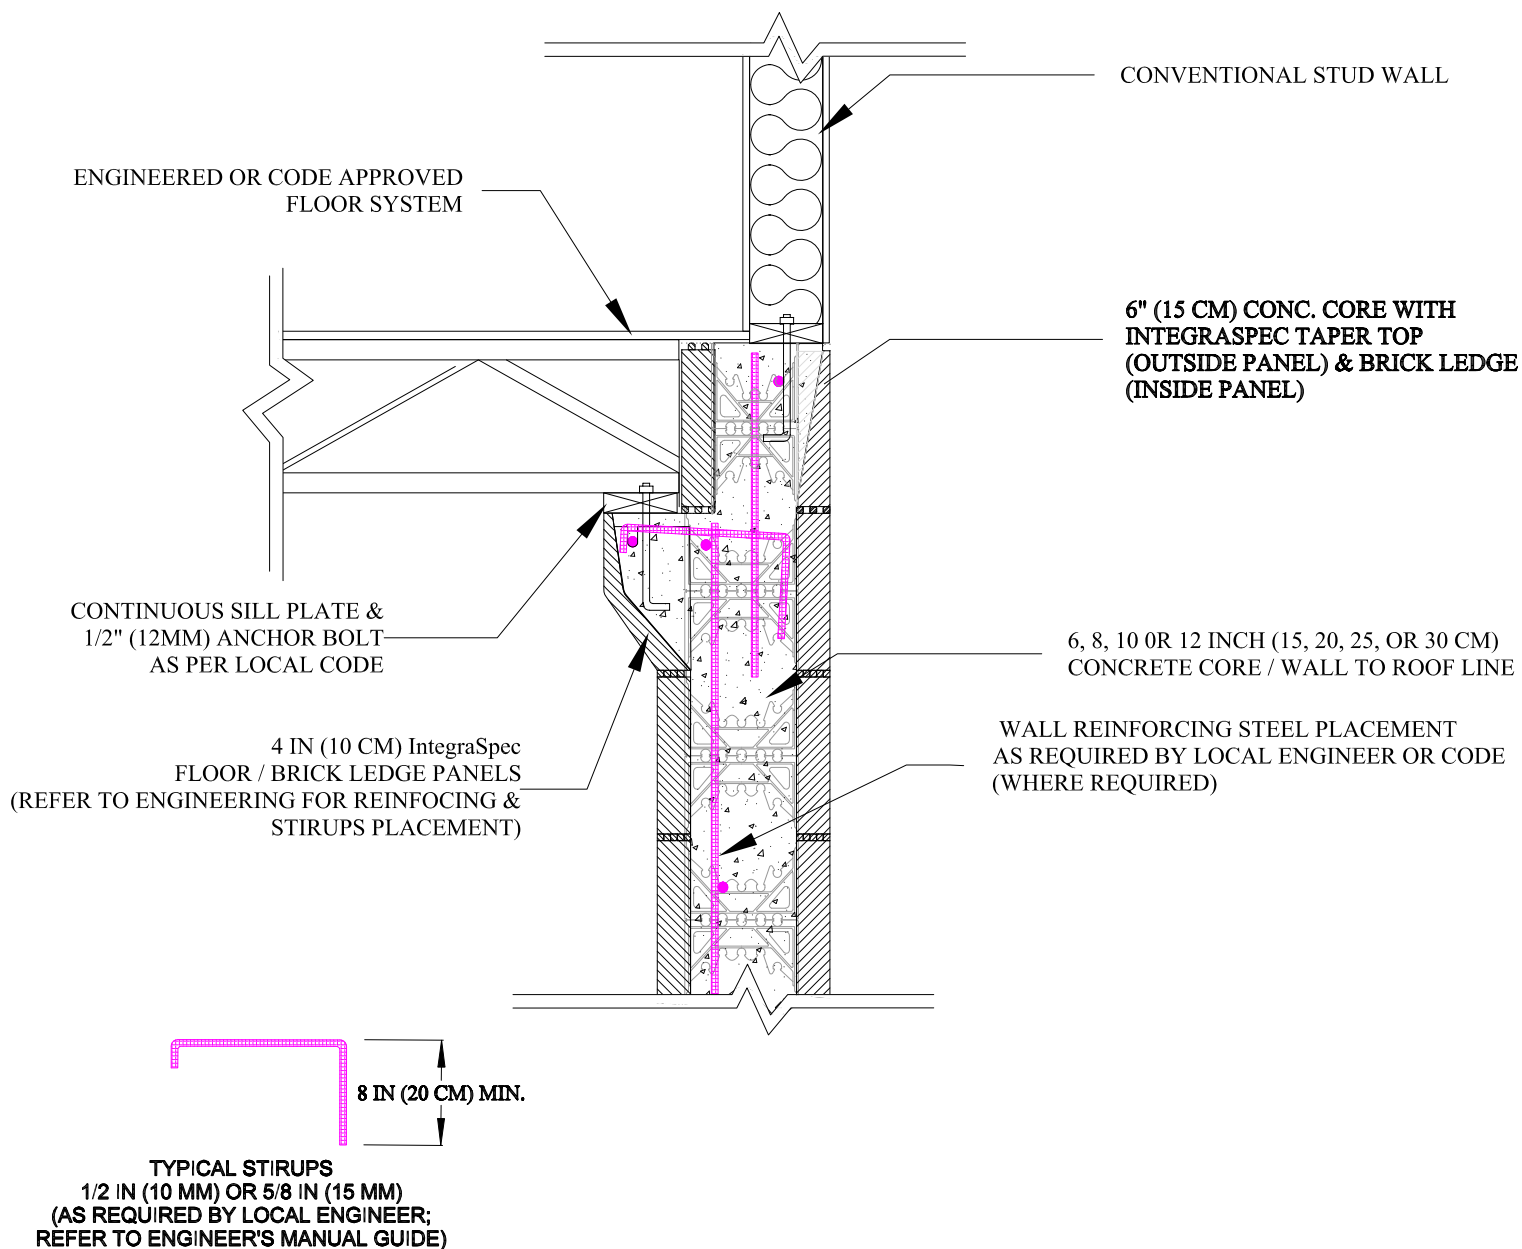 CONVENTIONAL STUD WALL
ENGINEERED OR CODE APPROVED
FLOOR SYSTEM
6" (15 CM) CONC. CORE WITH
INTEGRASPEC TAPER TOP
(OUTSIDE PANEL) & BRICK LEDGE
(INSIDE PANEL)
CONTINUOUS SILL PLATE &
1/2" (12MM) ANCHOR BOLT
AS PER LOCAL CODE
6, 8, 10 0R 12 INCH (15, 20, 25, OR 30 CM)
CONCRETE CORE / WALL TO ROOF LINE
WALL REINFORCING STEEL PLACEMENT
AS REQUIRED BY LOCAL ENGINEER OR CODE
(WHERE REQUIRED)
4 IN (10 CM) IntegraSpec
FLOOR / BRICK LEDGE PANELS
(REFER TO ENGINEERING FOR REINFOCING &
STIRUPS PLACEMENT)
8 IN (20 CM) MIN.
TYPICAL STIRUPS
1/2 IN (10 MM) OR 5/8 IN (15 MM)
(AS REQUIRED BY LOCAL ENGINEER;
REFER TO ENGINEER'S MANUAL GUIDE)